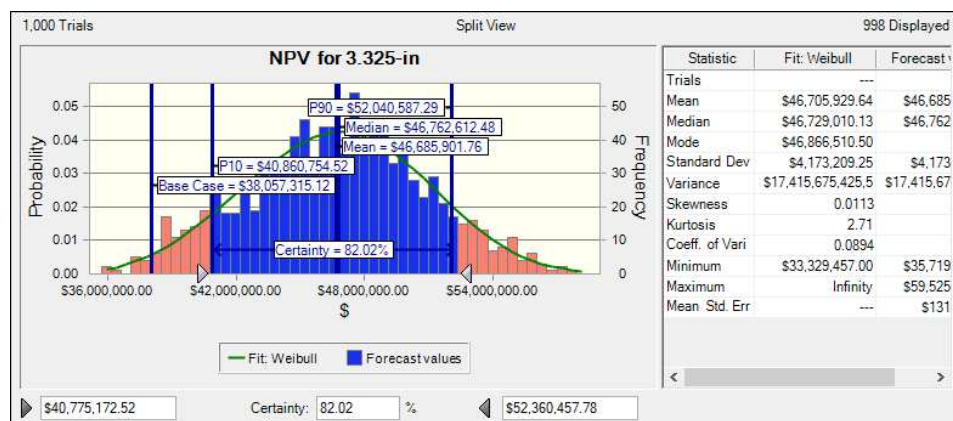 1,000 Trials Split View 998 Displayed
NPV for 3.325-in
0.05
0.04
0.03
0.02
0.01
0.00
Probability
50
40
30
20
10
0
Frequency
P90 = $52,040,587.29
Median = $46,762,612.48
Mean = $46,685,901.76
P10 = $40,860,754.52
Base Case = $38,057,315.12
Certainty = 82.02%
$36,0000,000.00 $42,000,000.00 $48,000,000.00 $54,000,000.00
$
Fit: Weibull Forecast values
Statistic Fit: Weibull Forecast
Trials ---
Mean $46,705,929.64 $46,685
Median $46,729,010.13 $46,762
Mode $46,866,510.50
Standard Dev $4,173,209.25 $4,173
Variance $17,415,675,425,5 $17,415,67
Skewness 0.0113
Kurtosis 2.71
Coeff. of Vari 0.0894
Minimum $33,329,457.00 $35,719
Maximum Infinity $59,525
Mean Std. Err --- $131
$40,775,172.52 Certainty: 82.02 % $52,360,457.78